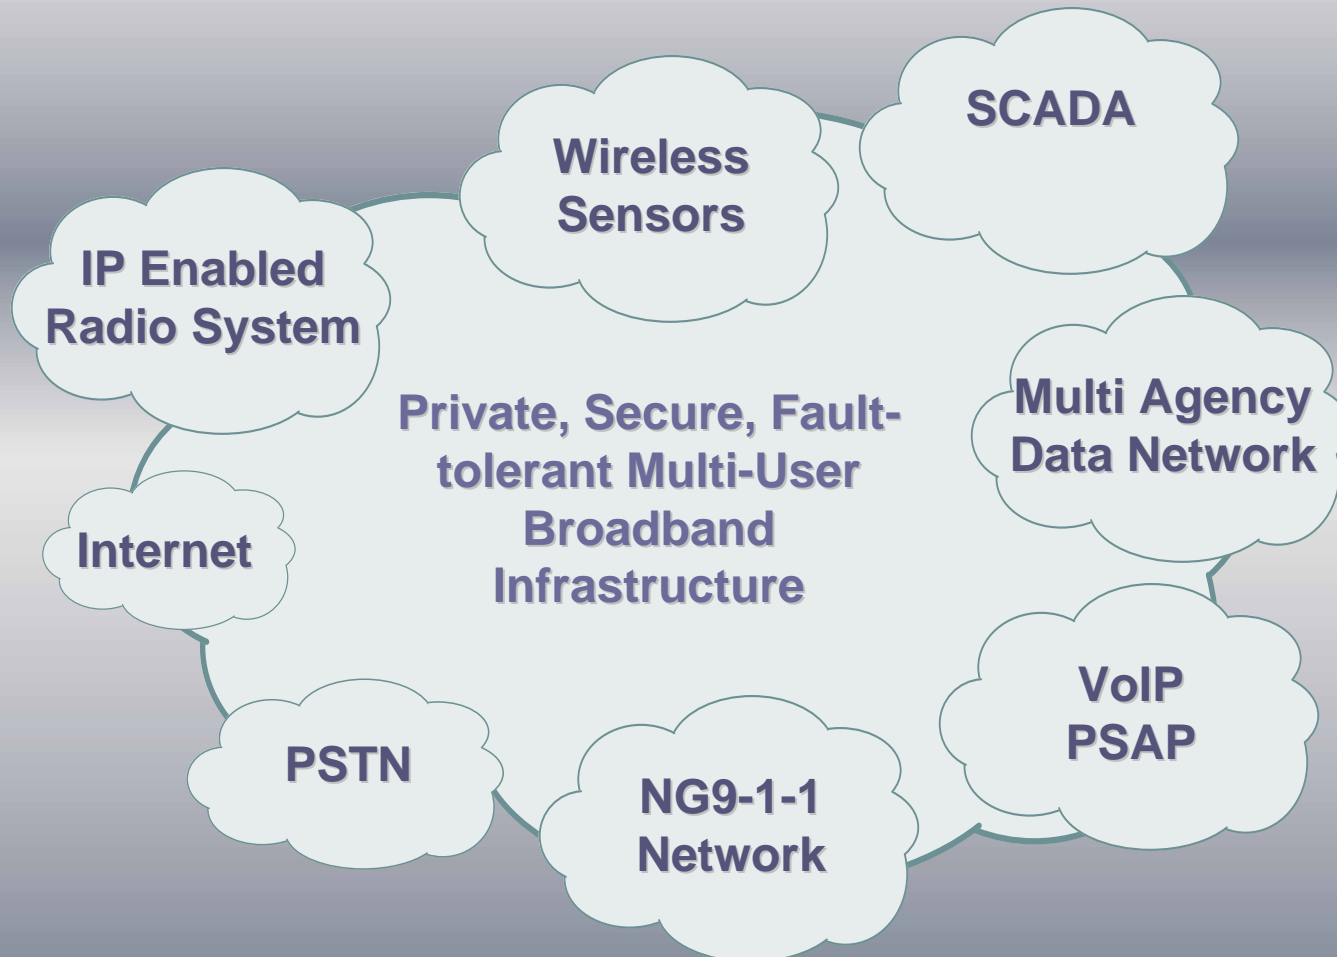 SCADA
Wireless
Sensors
IP Enabled
Radio System
Multi Agency
Data Network
Private, Secure, Fault-
tolerant Multi-User
Broadband
Infrastructure
Internet
VoIP
PSAP
PSTN
NG9-1-1
Network